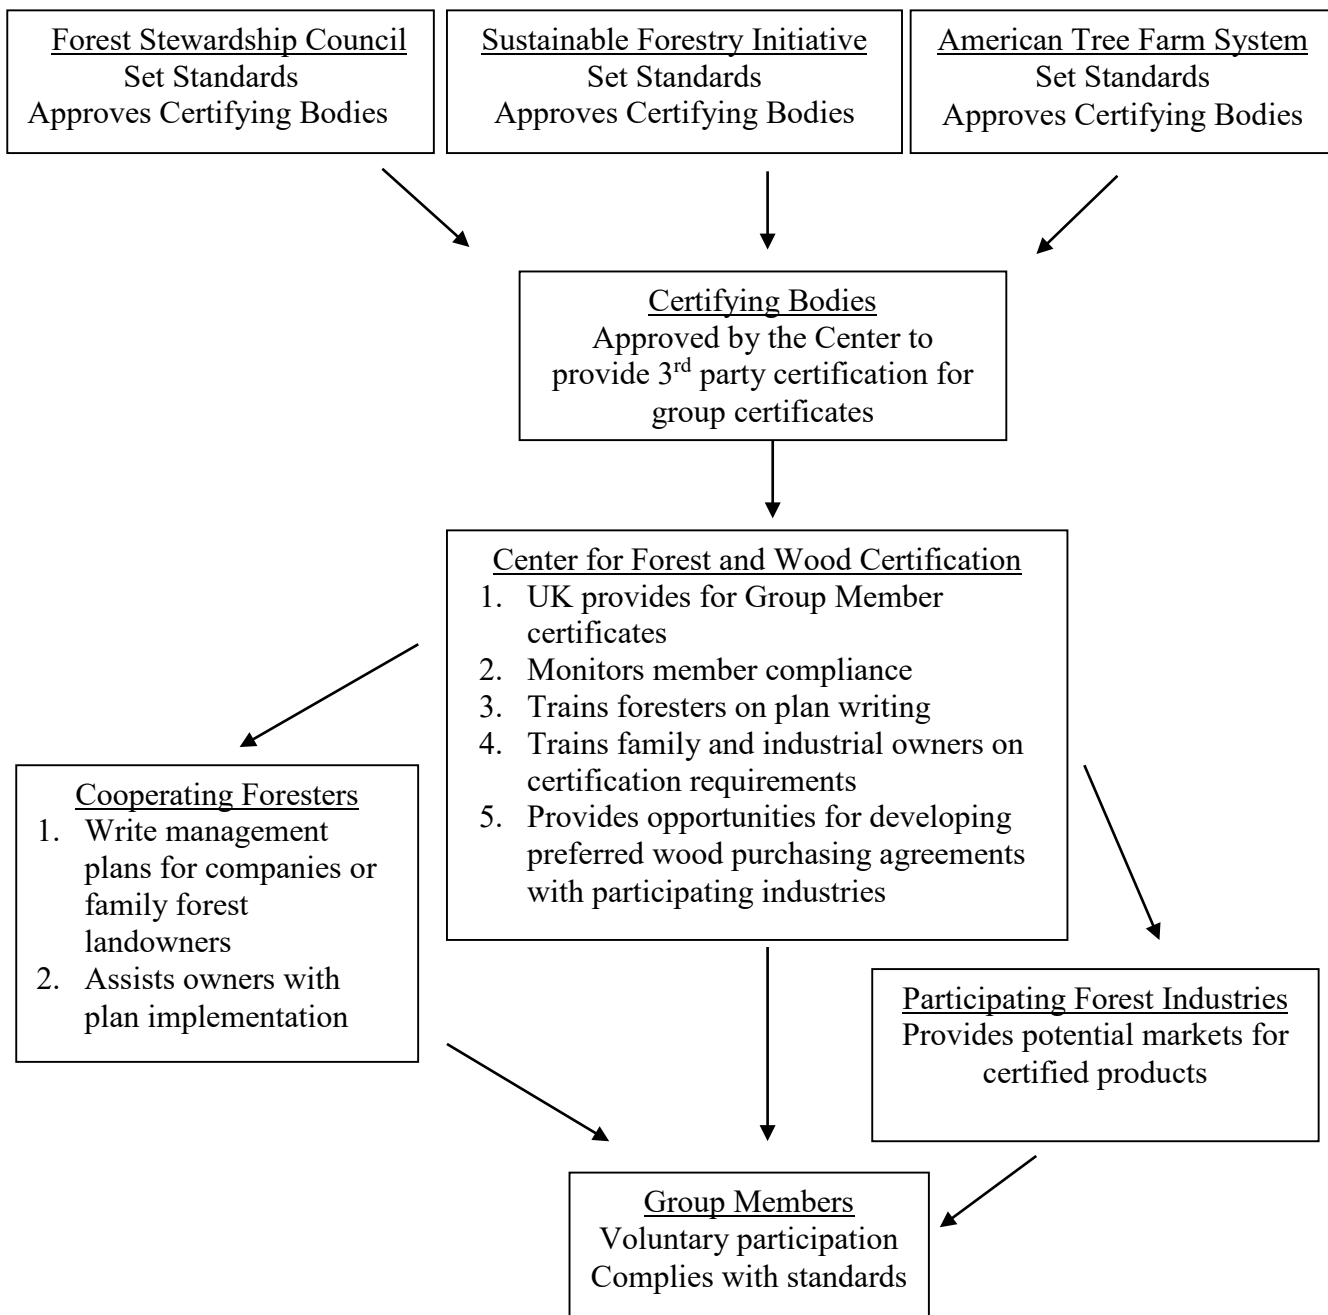 Forest Stewardship Council
Set Standards
Approves Certifying Bodies
Sustainable Forestry Initiative
Set Standards
Approves Certifying Bodies
American Tree Farm System
Set Standards
Approves Certifying Bodies
Certifying Bodies
Approved by the Center to
provide 3rd party certification for
group certificates
Center for Forest and Wood Certification
1. UK provides for Group Member
certificates
2. Monitors member compliance
3. Trains foresters on plan writing
4. Trains family and industrial owners on
certification requirements
5. Provides opportunities for developing
preferred wood purchasing agreements
with participating industries
Cooperating Foresters
1. Write management
plans for companies or
family forest
landowners
2. Assists owners with
plan implementation
Participating Forest Industries
Provides potential markets for
certified products
Group Members
Voluntary participation
Complies with standards